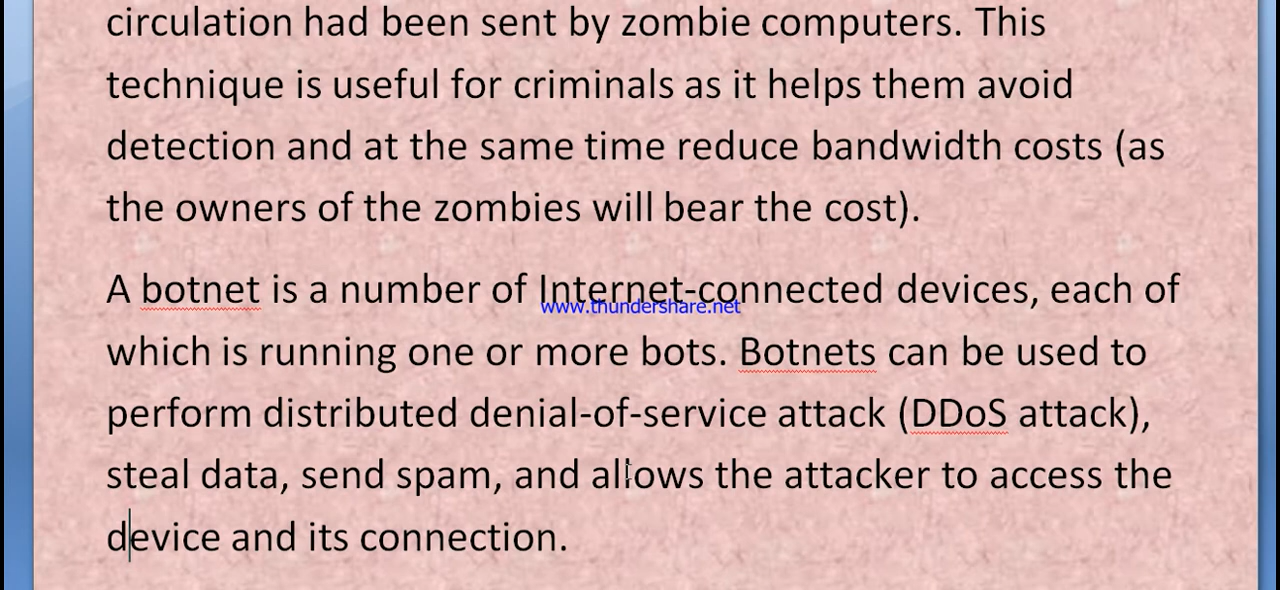 circulation had been sent by zombie computers. This
technique is useful for criminals as it helps them avoid
detection and at the same time reduce bandwidth costs (as
the owners of the zombies will bear the cost).
A botnet is a number of Internet-connected devices, each of
www.thundershare.net
which is running one or more bots. Botnets can be used to
perform distributed denial-of-service attack (DDoS attack),
steal data, send spam, and allows the attacker to access the
device and its connection.